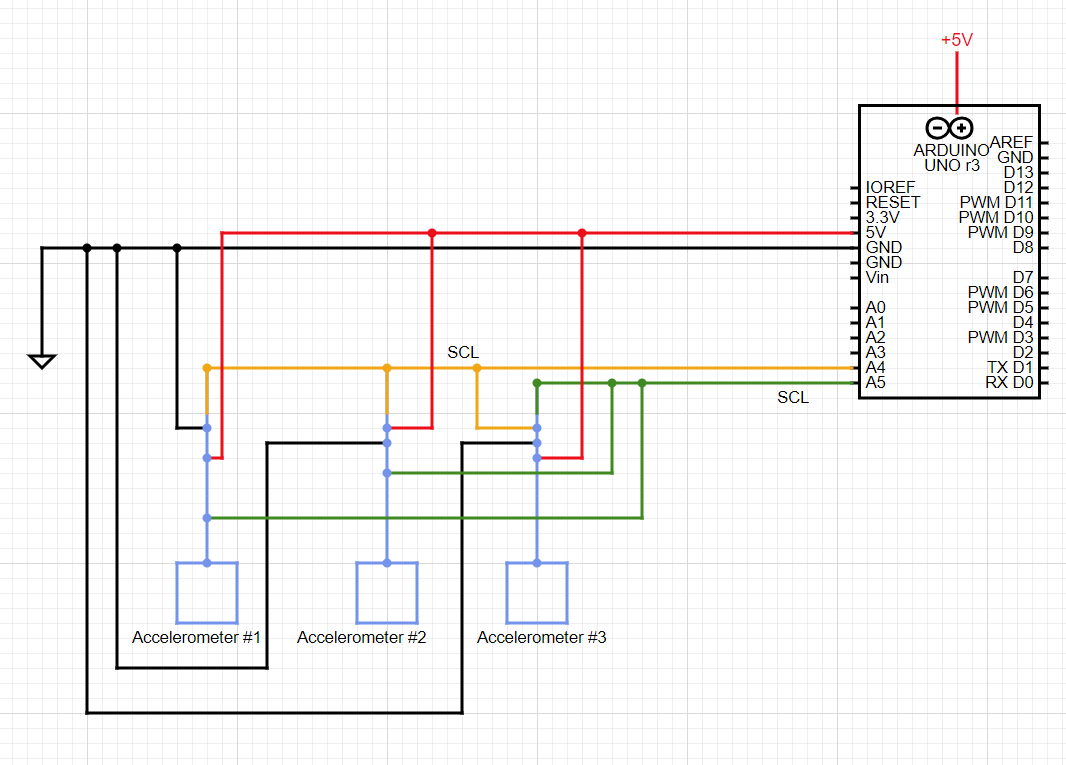 +5V
ARDUINO
UNO r3
AREF
GND
D13
IOREF
D12
RESET
PWM D11
3.3V
PWM D10
5V
PWM D9
GND
D8
GND
Vin
D7
PWM D6
A0
PWM D5
A1
D4
A2
PWM D3
A3
D2
A4
TX D1
A5
RX D0
SCL
SCL
Accelerometer #1
Accelerometer #2
Accelerometer #3